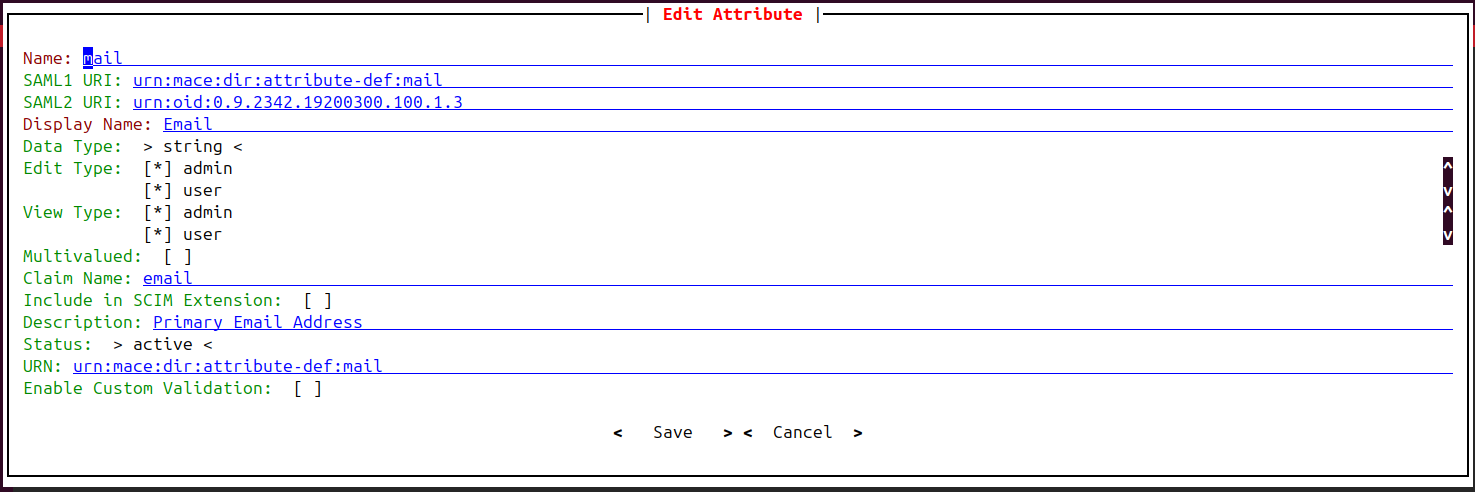 | Edit Attribute |
Name: mail
SAML1 URI: urn:mace:dir:attribute-def:mail
SAML2 URI: urn:oid:0.9.2342.19200300.100.1.3
Display Name: Email
Data Type: > string <
Edit Type: [*] admin ^
[*] user v
View Type: [*] admin ^
[*] user v
Multivalued: [ ]
Claim Name: email
Include in SCIM Extension: [ ]
Description: Primary Email Address
Status: > active <
URN: urn:mace:dir:attribute-def:mail
Enable Custom Validation: [ ]
< Save > < Cancel >